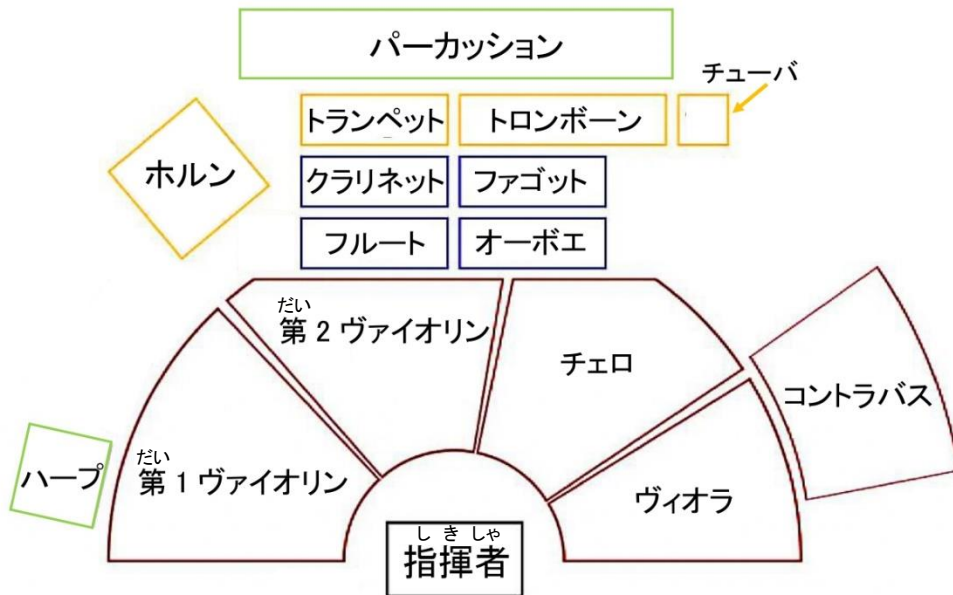 パーカッション
チューバ
トランペット
トロンボーン
ホルン
クラリネット
ファゴット
フルート
オーボエ
だい
第2ヴァイオリン
チェロ
コントラバス
ハープ
だい
第1ヴァイオリン
ヴィオラ
しきしゃ
指揮者